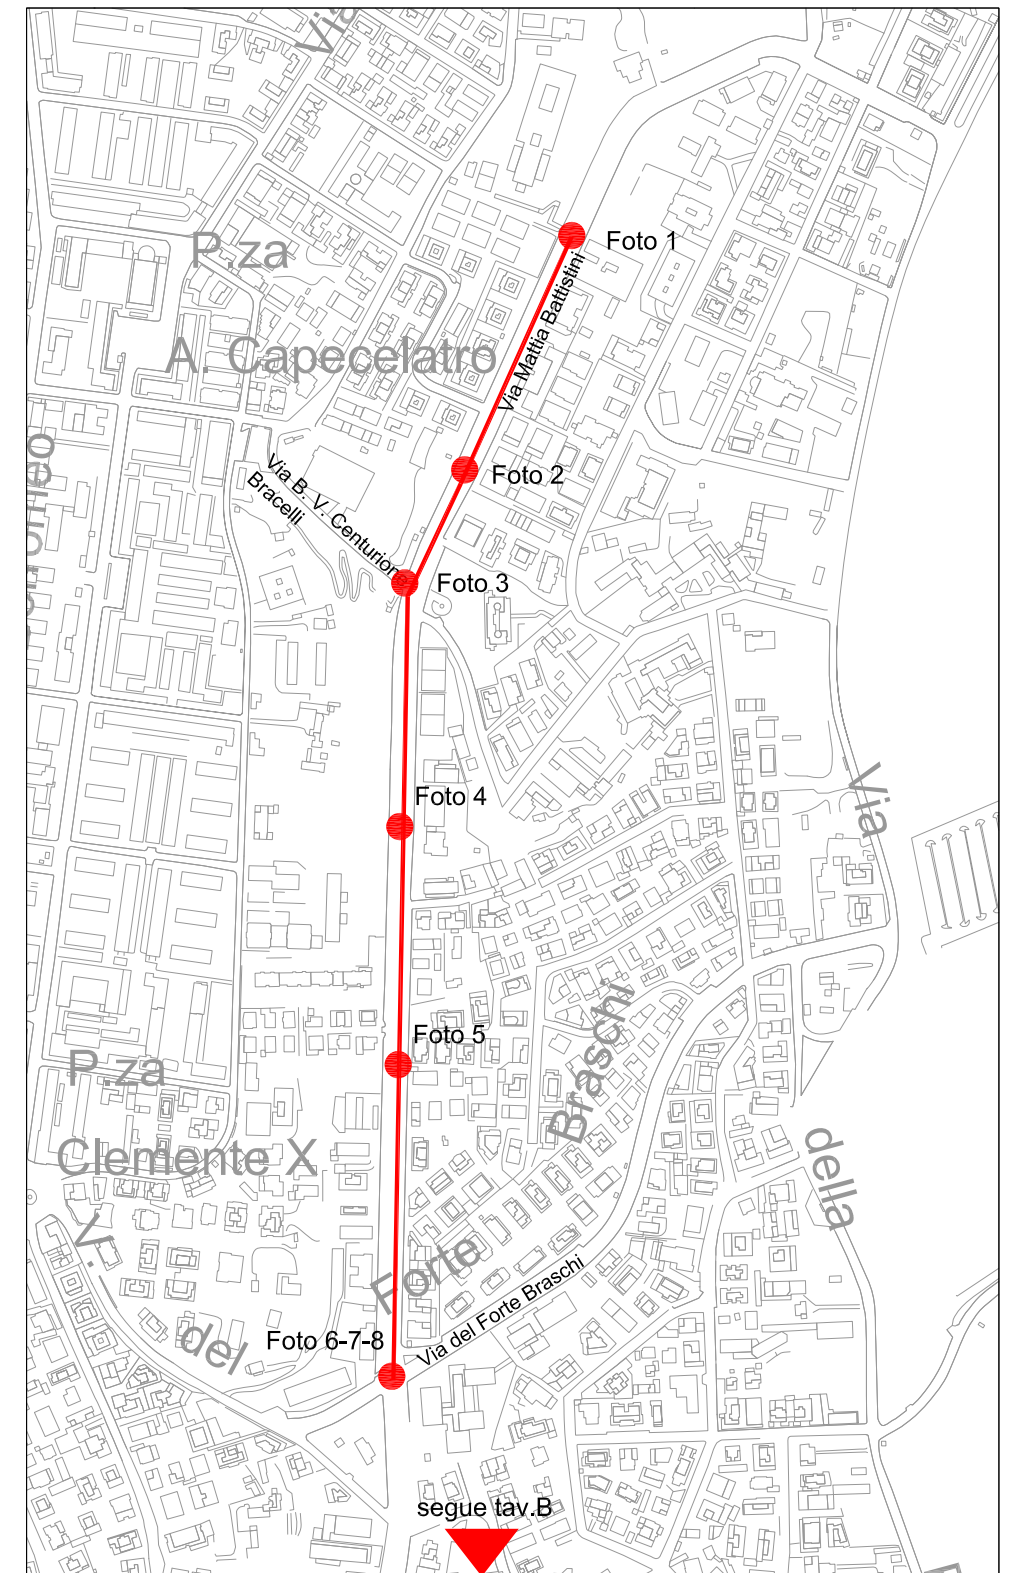 Via
P.za
Foto 1
Via Mattia Battistini
A. Capecelatro
Foto 2
Via B. V. Centurione
Bracelli
Foto 3
Via
Foto 4
Foto 5
Braschi
P.za
Clemente X
della
V.
Forte
del
Via del Forte Braschi
Foto 6-7-8
segue tav.B